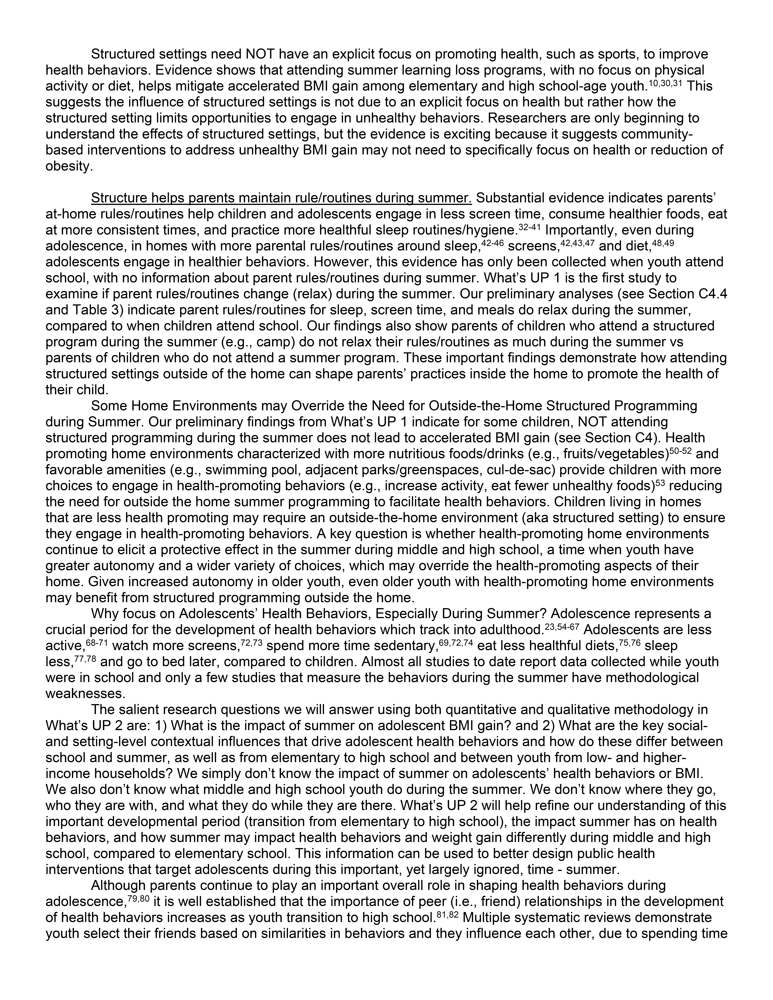 Structured settings need NOT have an explicit focus on promoting health, such as sports, to improve
health behaviors. Evidence shows that attending summer learning loss programs, with no focus on physical
activity or diet, helps mitigate accelerated BMI gain among elementary and high school-age youth.10,30,31 This
suggests the influence of structured settings is not due to an explicit focus on health but rather how the
structured setting limits opportunities to engage in unhealthy behaviors. Researchers are only beginning to
understand the effects of structured settings, but the evidence is exciting because it suggests community-
based interventions to address unhealthy BMI gain may not need to specifically focus on health or reduction of
obesity.
Structure helps parents maintain rule/routines during summer. Substantial evidence indicates parents’
at-home rules/routines help children and adolescents engage in less screen time, consume healthier foods, eat
at more consistent times, and practice more healthful sleep routines/hygiene.32-41 Importantly, even during
adolescence, in homes with more parental rules/routines around sleep,42-46 screens,42,43,47 and diet,48,49
adolescents engage in healthier behaviors. However, this evidence has only been collected when youth attend
school, with no information about parent rules/routines during summer. What’s UP 1 is the first study to
examine if parent rules/routines change (relax) during the summer. Our preliminary analyses (see Section C4.4
and Table 3) indicate parent rules/routines for sleep, screen time, and meals do relax during the summer,
compared to when children attend school. Our findings also show parents of children who attend a structured
program during the summer (e.g., camp) do not relax their rules/routines as much during the summer vs
parents of children who do not attend a summer program. These important findings demonstrate how attending
structured settings outside of the home can shape parents’ practices inside the home to promote the health of
their child.
Some Home Environments may Override the Need for Outside-the-Home Structured Programming
during Summer. Our preliminary findings from What’s UP 1 indicate for some children, NOT attending
structured programming during the summer does not lead to accelerated BMI gain (see Section C4). Health
promoting home environments characterized with more nutritious foods/drinks (e.g., fruits/vegetables)50-52 and
favorable amenities (e.g., swimming pool, adjacent parks/greenspaces, cul-de-sac) provide children with more
choices to engage in health-promoting behaviors (e.g., increase activity, eat fewer unhealthy foods)53 reducing
the need for outside the home summer programming to facilitate health behaviors. Children living in homes
that are less health promoting may require an outside-the-home environment (aka structured setting) to ensure
they engage in health-promoting behaviors. A key question is whether health-promoting home environments
continue to elicit a protective effect in the summer during middle and high school, a time when youth have
greater autonomy and a wider variety of choices, which may override the health-promoting aspects of their
home. Given increased autonomy in older youth, even older youth with health-promoting home environments
may benefit from structured programming outside the home.
Why focus on Adolescents’ Health Behaviors, Especially During Summer? Adolescence represents a
crucial period for the development of health behaviors which track into adulthood.23,54-67 Adolescents are less
active,68-71 watch more screens,72,73 spend more time sedentary,69,72,74 eat less healthful diets,75,76 sleep
less,77,78 and go to bed later, compared to children. Almost all studies to date report data collected while youth
were in school and only a few studies that measure the behaviors during the summer have methodological
weaknesses.
The salient research questions we will answer using both quantitative and qualitative methodology in
What’s UP 2 are: 1) What is the impact of summer on adolescent BMI gain? and 2) What are the key social-
and setting-level contextual influences that drive adolescent health behaviors and how do these differ between
school and summer, as well as from elementary to high school and between youth from low- and higher-
income households? We simply don’t know the impact of summer on adolescents’ health behaviors or BMI.
We also don’t know what middle and high school youth do during the summer. We don’t know where they go,
who they are with, and what they do while they are there. What’s UP 2 will help refine our understanding of this
important developmental period (transition from elementary to high school), the impact summer has on health
behaviors, and how summer may impact health behaviors and weight gain differently during middle and high
school, compared to elementary school. This information can be used to better design public health
interventions that target adolescents during this important, yet largely ignored, time - summer.
Although parents continue to play an important overall role in shaping health behaviors during
adolescence,79,80 it is well established that the importance of peer (i.e., friend) relationships in the development
of health behaviors increases as youth transition to high school.81,82 Multiple systematic reviews demonstrate
youth select their friends based on similarities in behaviors and they influence each other, due to spending time